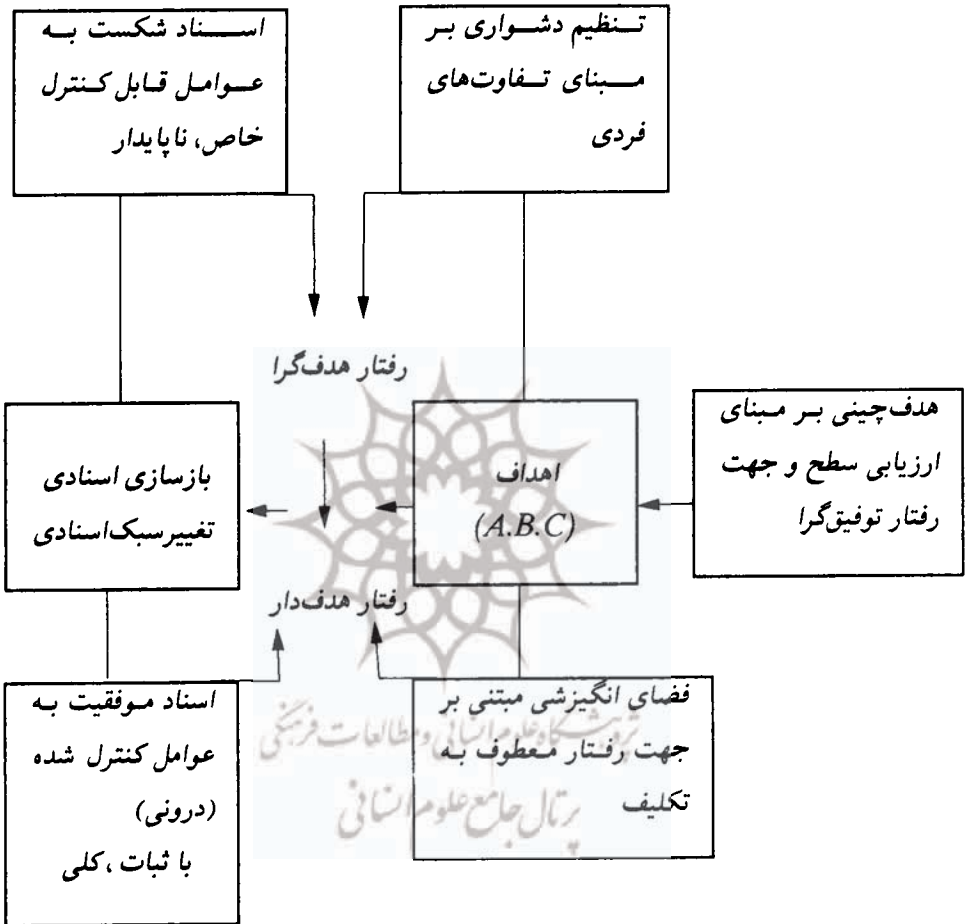 تنظیم دشواری بر
مبنای تفاوت‌های
فردی
اسناد شکست به
عوامل قابل کنترل
خاص، ناپایدار
رفتار هدف‌گرا
هدف‌چینی بر مبنای
ارزیابی سطح و جهت
رفتار توفیق‌گرا
اهداف
(A.B.C)
بازسازی اسنادی
تغییر سبک اسنادی
رفتار هدف‌دار
فضای انگیزشی مبتنی بر
جهت رفتار معطوف به
تکلیف
اسناد موفقیت به
عوامل کنترل شده
(درونی)
با ثبات ،کلی
پژوهشگاه علوم انسانی و مطالعات فرهنگی
پرتال جامع علوم انسانی